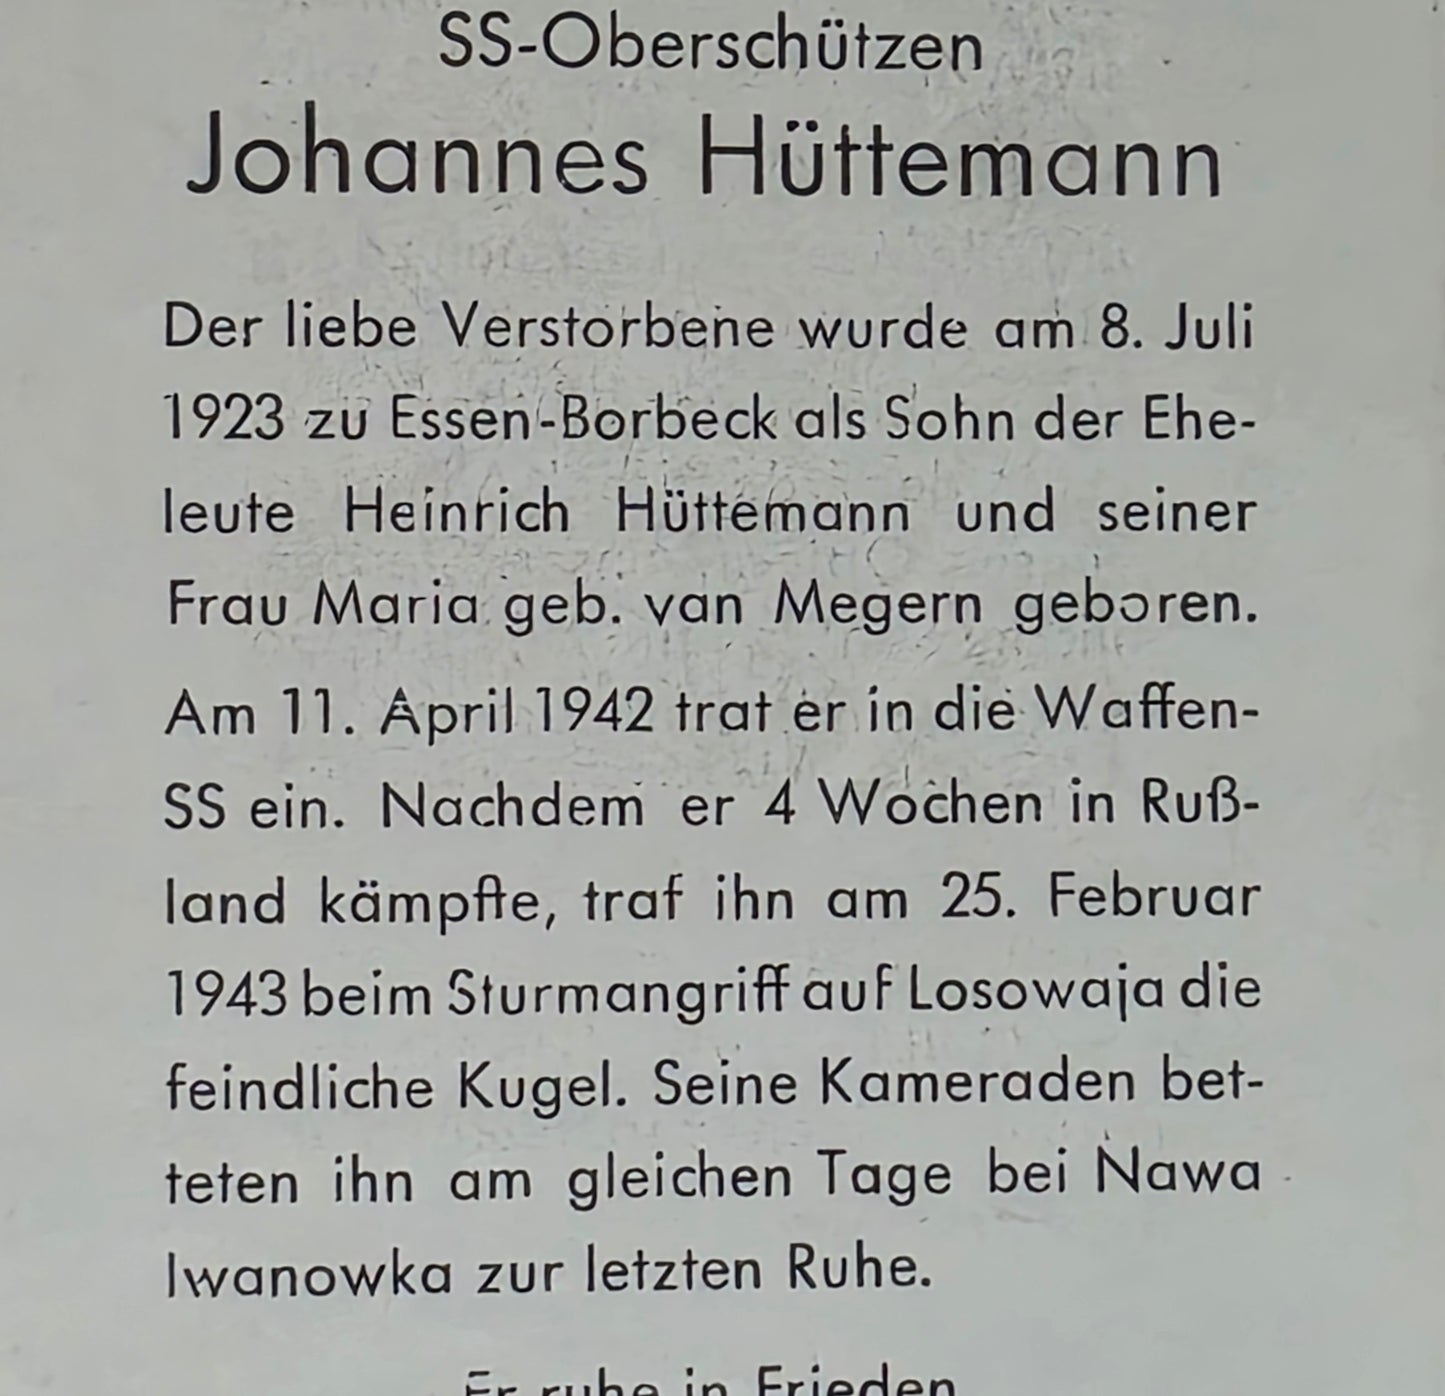 SS-Oberschützen
Johannes Hüttemann
Der liebe Verstorbene wurde am 8. Juli
1923 zu Essen-Borbeck als Sohn der Ehe-
leute Heinrich Hüttemann und seiner
Frau Maria geb. van Megern geboren.
Am 11. April 1942 trat er in die Waffen-
SS ein. Nachdem er 4 Wochen in Ruß-
land kämpfte, traf ihn am 25. Februar
1943 beim Sturmangriff auf Losowaja die
feindliche Kugel. Seine Kameraden bet-
teten ihn am gleichen Tage bei Nawa
Iwanowka zur letzten Ruhe.
Er ruhe in Frieden